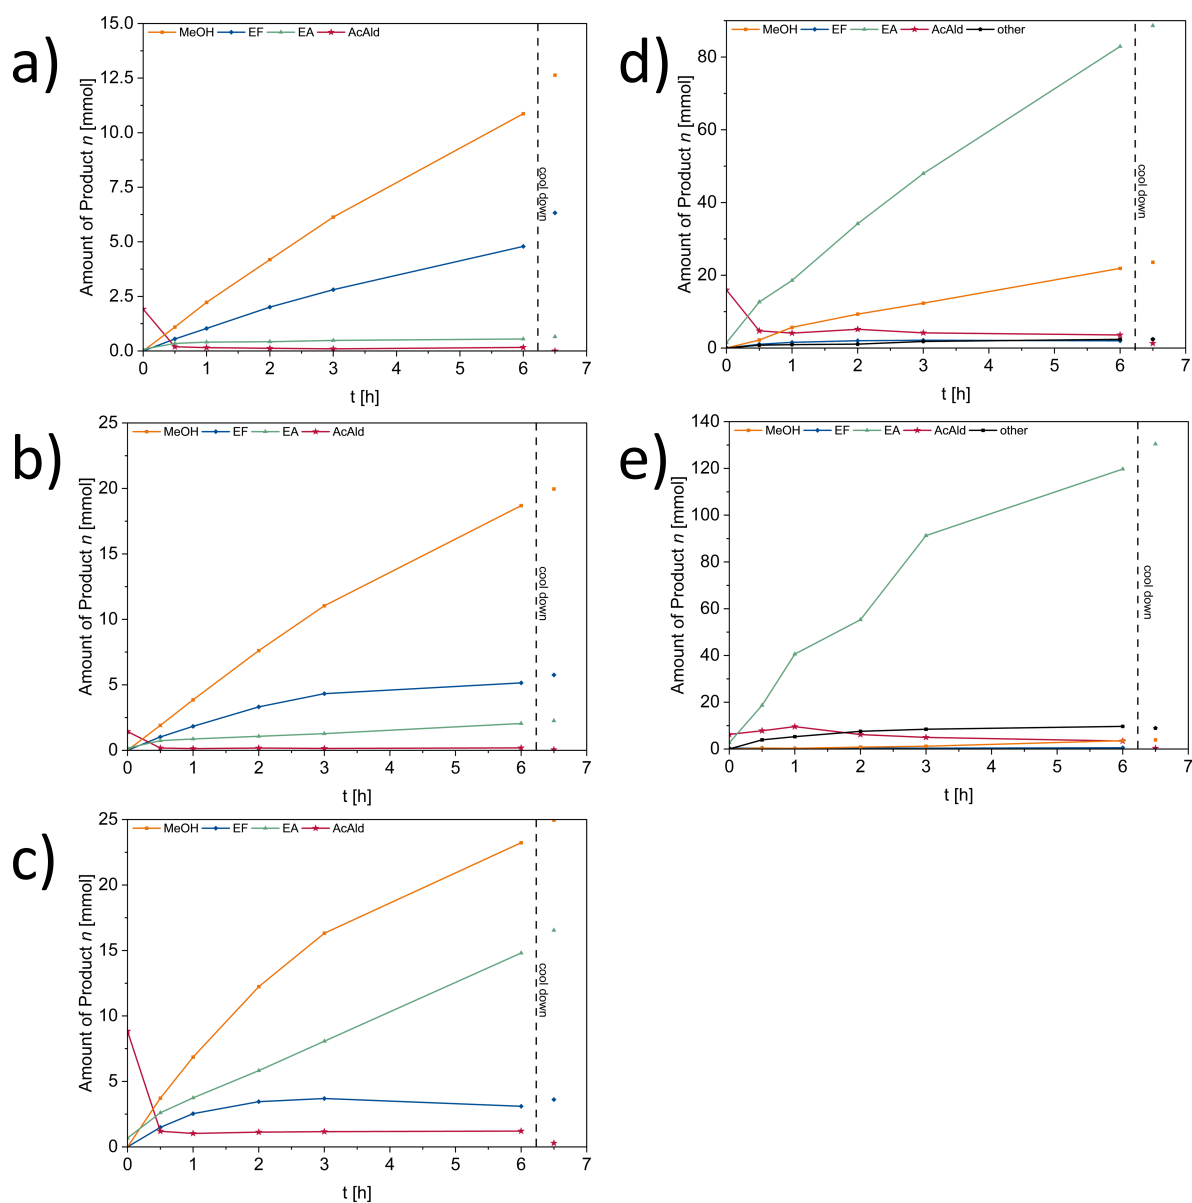 a)
MeOH EF EA AcAld
15.0
12.5
10.0
7.5
5.0
2.5
0.0
Amount of Product n [mmol]
cool down
0 1 2 3 4 5 6 7
t [h]
b)
MeOH EF EA AcAld
25
20
15
10
5
0
Amount of Product n [mmol]
cool down
0 1 2 3 4 5 6 7
t [h]
c)
MeOH EF EA AcAld
25
20
15
10
5
0
Amount of Product n [mmol]
cool down
0 1 2 3 4 5 6 7
t [h]
d)
MeOH EF EA AcAld other
80
60
40
20
0
Amount of Product n [mmol]
cool down
0 1 2 3 4 5 6 7
t [h]
e)
MeOH EF EA AcAld other
140
120
100
80
60
40
20
0
Amount of Product n [mmol]
cool down
0 1 2 3 4 5 6 7
t [h]